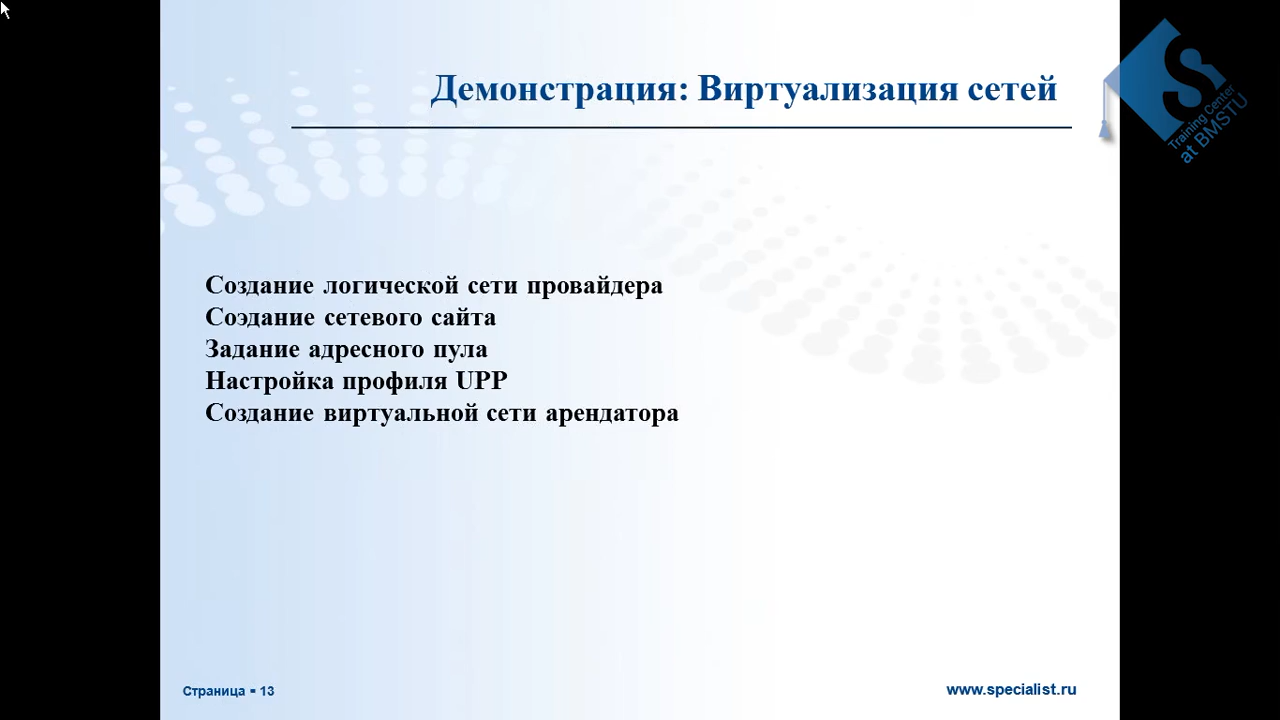 Демонстрация: Виртуализация сетей
Training Center
at BMSTU
Создание логической сети провайдера
Создание сетевого сайта
Задание адресного пула
Настройка профиля UPP
Создание виртуальной сети арендатора
Страница ▪ 13
www.specialist.ru